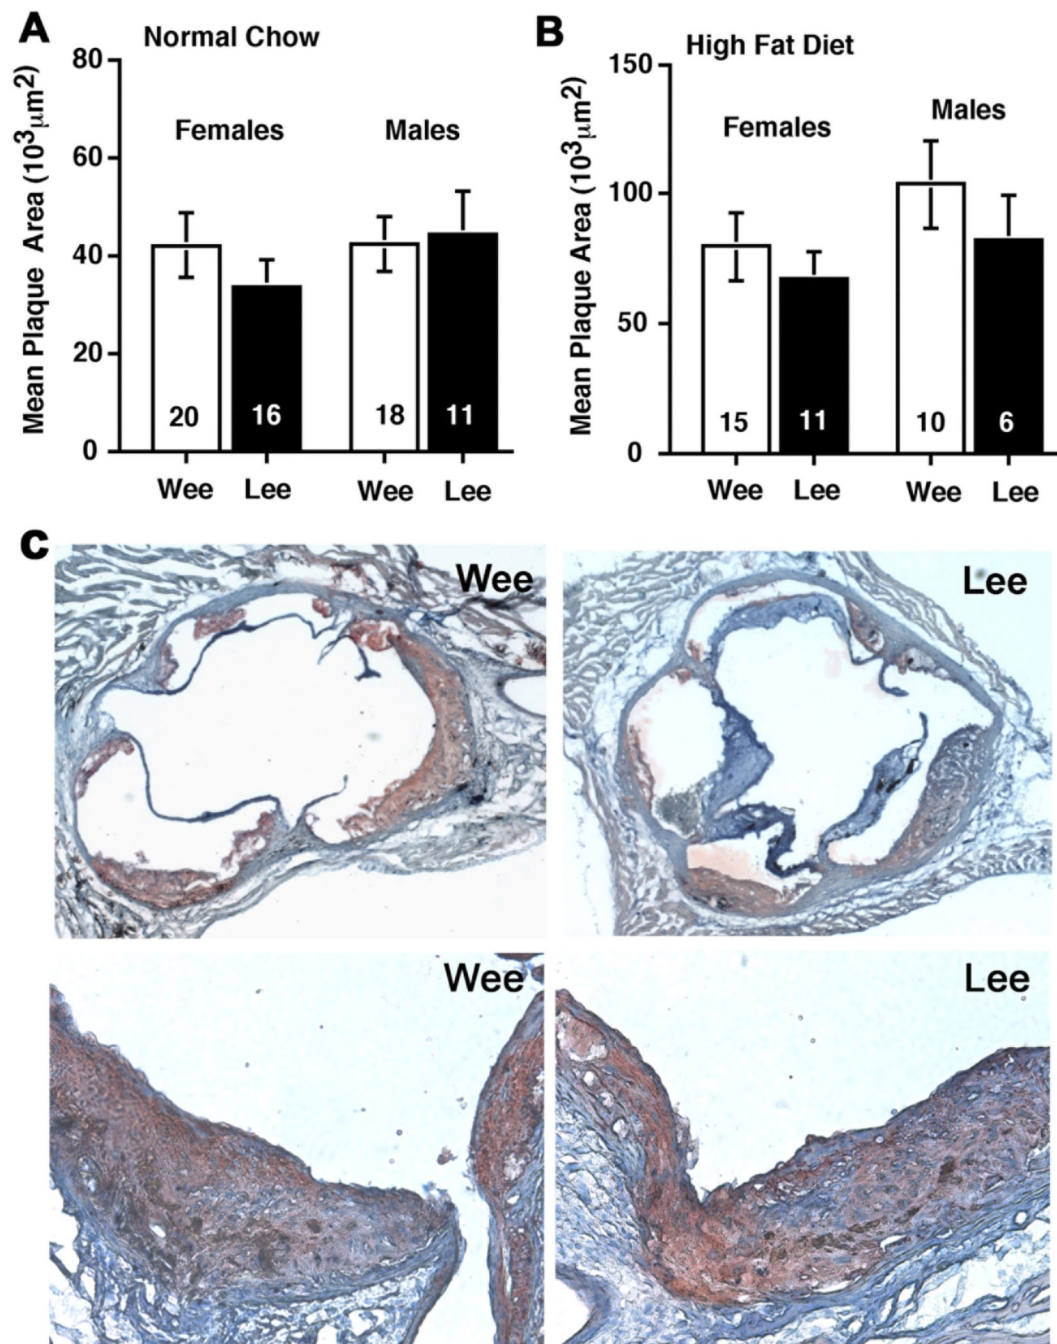 A
Normal Chow
Mean Plaque Area (10³μm²)
80
60
40
20
0
Females
Males
20
16
18
11
Wee
Lee
Wee
Lee
B
High Fat Diet
Mean Plaque Area (10³μm²)
150
100
50
0
Females
Males
15
11
10
6
Wee
Lee
Wee
Lee
C
Wee
Lee
Wee
Lee